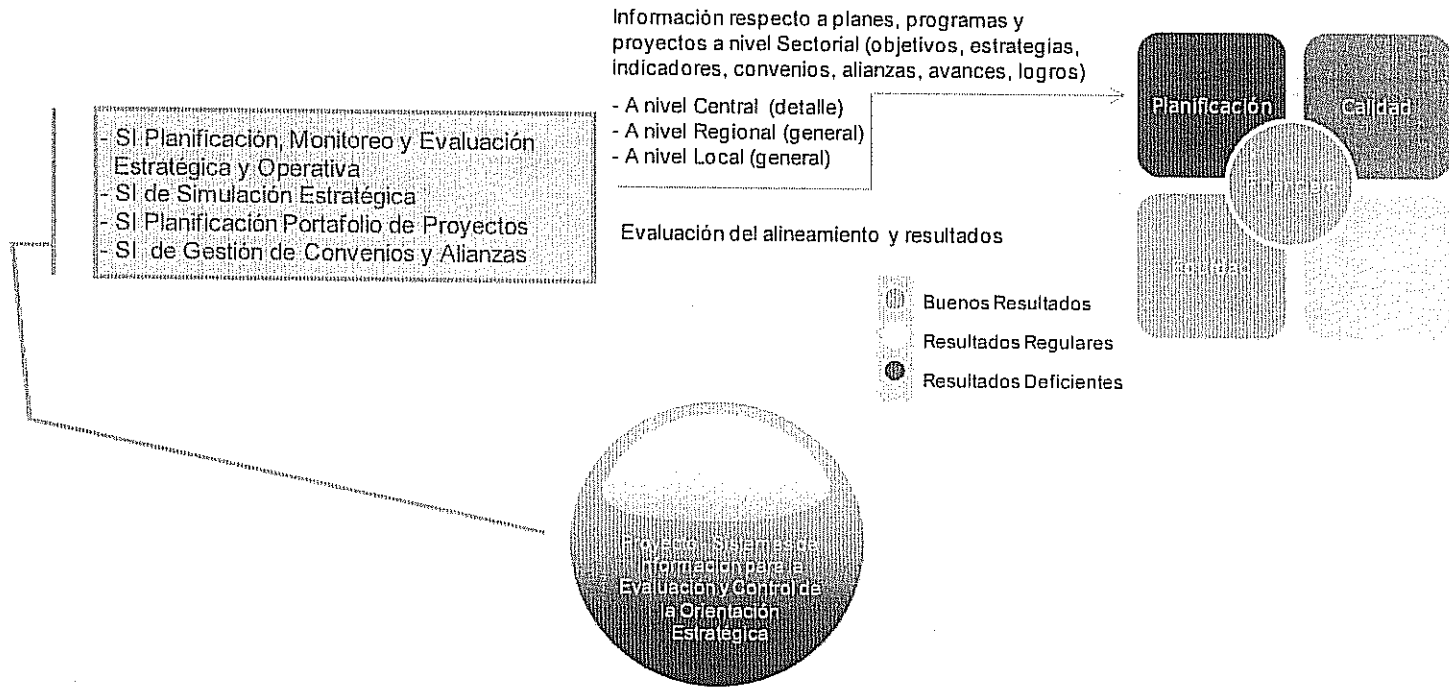 Información respecto a planes, programas y
proyectos a nivel Sectorial (objetivos, estrategias,
indicadores, convenios, alianzas, avances, logros)
- A nivel Central (detalle)
- A nivel Regional (general)
- A nivel Local (general)
- SI Planificación, Monitoreo y Evaluación
Estratégica y Operativa
- SI de Simulación Estratégica
- SI Planificación Portafolio de Proyectos
- SI de Gestión de Convenios y Alianzas
Evaluación del alineamiento y resultados
Planificación
Calidad
Buenos Resultados
Resultados Regulares
Resultados Deficientes
Proyecto Sistemas de
Información para la
Evaluación y Control de
la Orientación
Estratégica